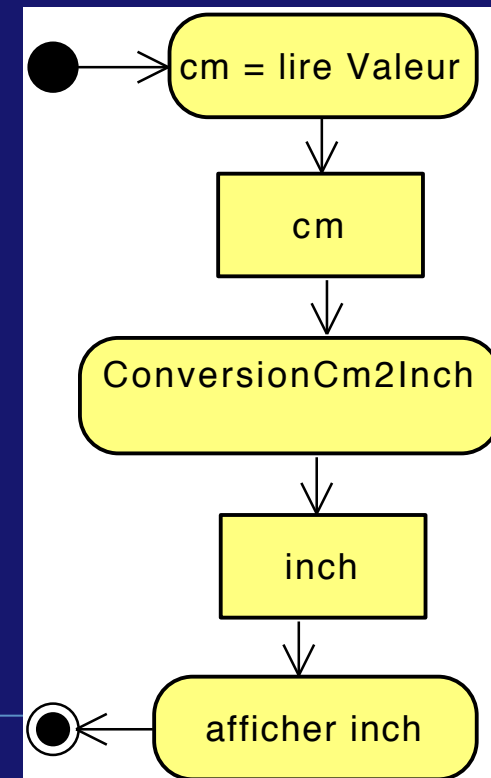 cm = lire Valeur
cm
ConversionCm2Inch
inch
afficher inch